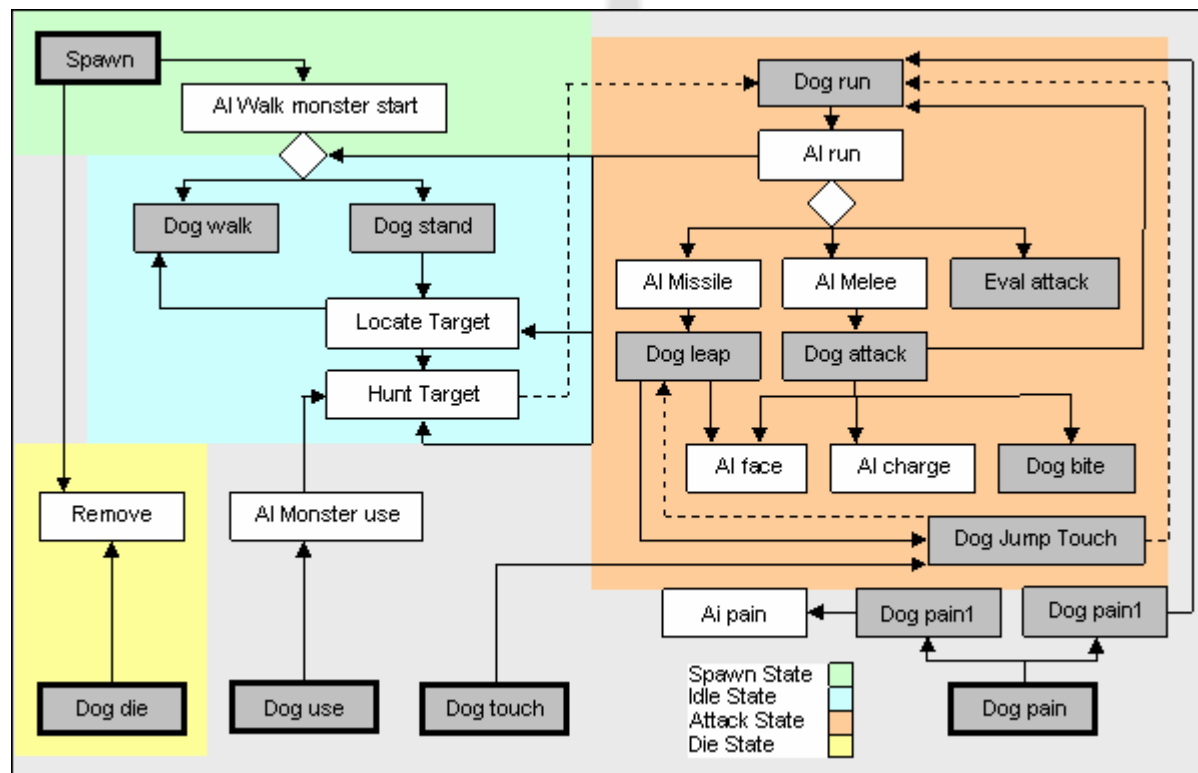 Spawn
AI Walk monster start
Dog run
AI run
Dog walk
Dog stand
AI Missile
AI Melee
Eval attack
Locate Target
Dog leap
Dog attack
Hunt Target
AI face
AI charge
Dog bite
Remove
AI Monster use
Dog Jump Touch
Ai pain
Dog pain1
Dog pain1
Spawn State
Idle State
Attack State
Die State
Dog die
Dog use
Dog touch
Dog pain